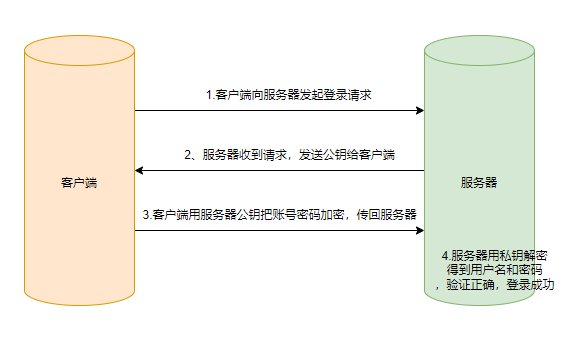 1.客户端向服务器发起登录请求
2、服务器收到请求，发送公钥给客户端
客户端
服务器
3.客户端用服务器公钥把账号密码加密，传回服务器
4.服务器用私钥解密
得到用户名和密码
，验证正确，登录成功